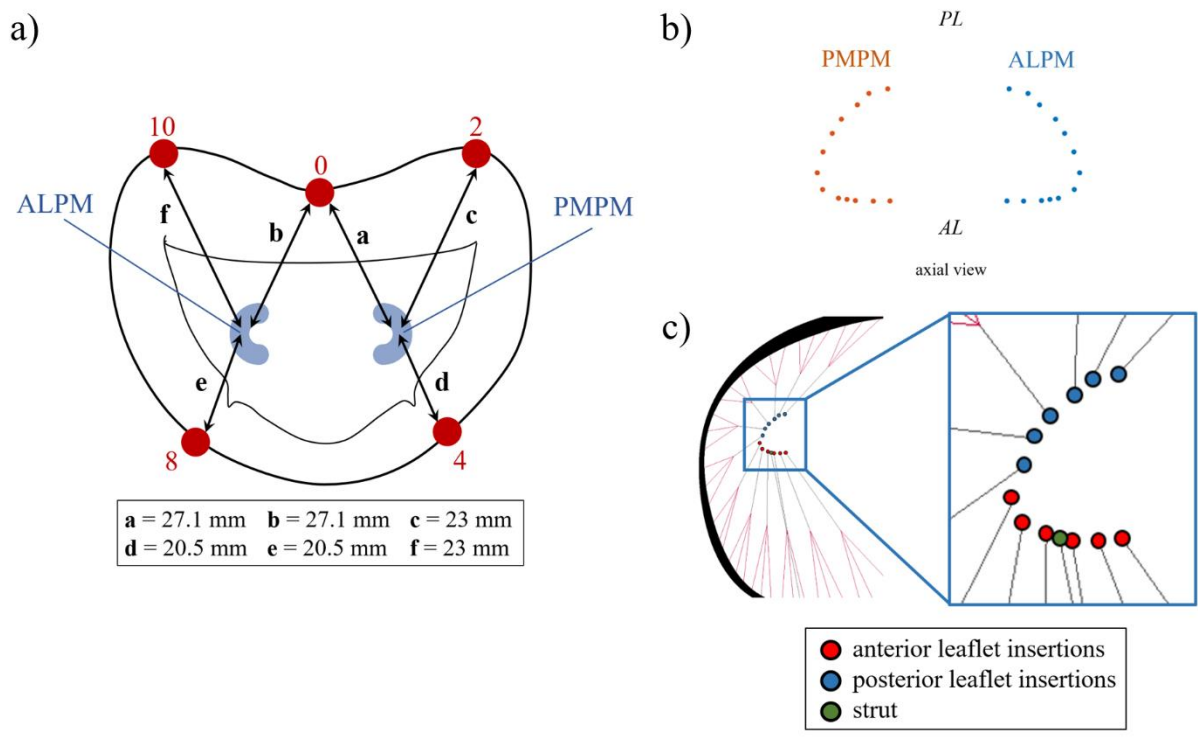 a)
10
2
0
ALPM
PMPM
f
b
a
c
e
d
8
4
a = 27.1 mm b = 27.1 mm c = 23 mm
d = 20.5 mm e = 20.5 mm f = 23 mm
b)
PL
PMPM
ALPM
AL
axial view
c)
anterior leaflet insertions
posterior leaflet insertions
strut